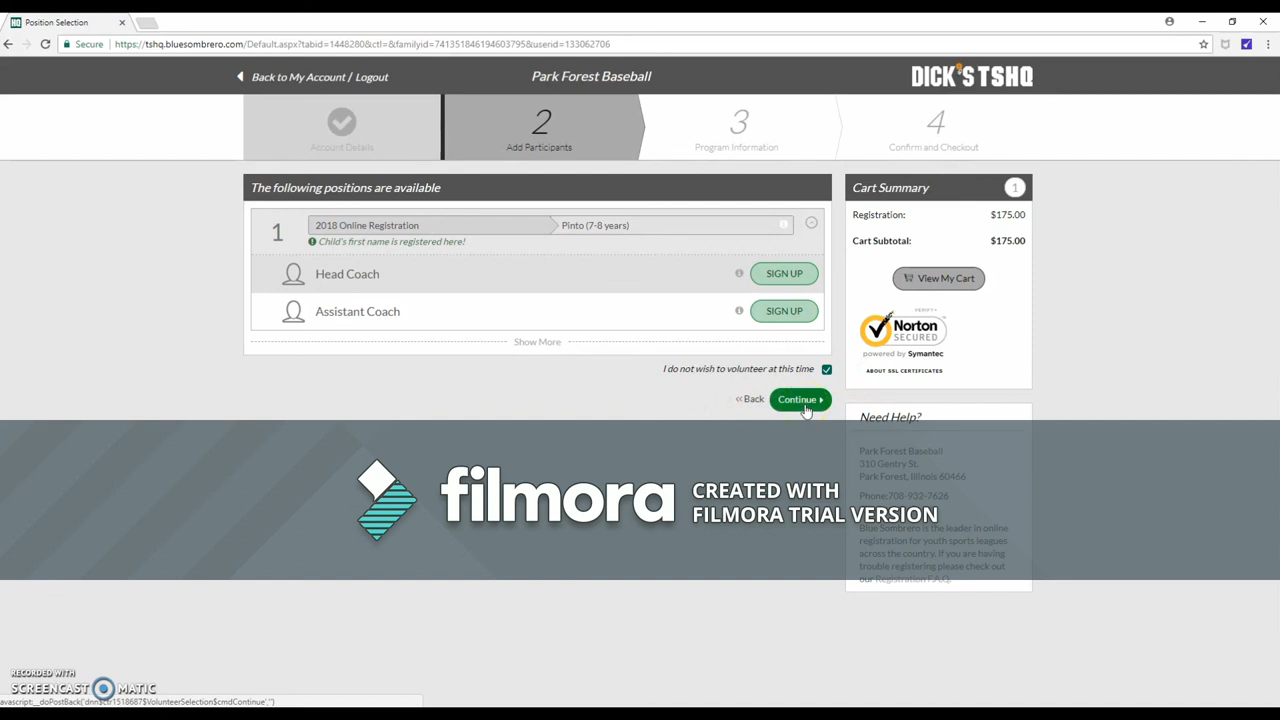 Position Selection
Secure
https://tshq.bluesombrero.com/Default.aspx?tabid=1448280&ctl=&familyid=741351846194603795&userid=133062706
Back to My Account / Logout
Park Forest Baseball
DICK'S TSHQ
Account Details
2
Add Participants
3
Program Information
4
Confirm and Checkout
The following positions are available
1
2018 Online Registration
Pinto (7-8 years)
Child's first name is registered here!
Head Coach
SIGN UP
Assistant Coach
SIGN UP
Show More
I do not wish to volunteer at this time
Back
Continue
Cart Summary
1
Registration: $175.00
Cart Subtotal: $175.00
View My Cart
VERIFY
Norton
SECURED
powered by Symantec
ABOUT SSL CERTIFICATES
Need Help?
Park Forest Baseball
310 Gentry St.
Park Forest, Illinois 60466
Phone:708-932-7626
Blue Sombrero is the leader in online
registration for youth sports leagues
across the country. If you are having
trouble registering please check out
our Registration F.A.Q.
filmora
CREATED WITH
FILMORA TRIAL VERSION
RECORDED WITH
SCREENCAST MATIC
avascript:__doPostBack('dnn$ctr1518687$VolunteerSelection$cmdContinue','')